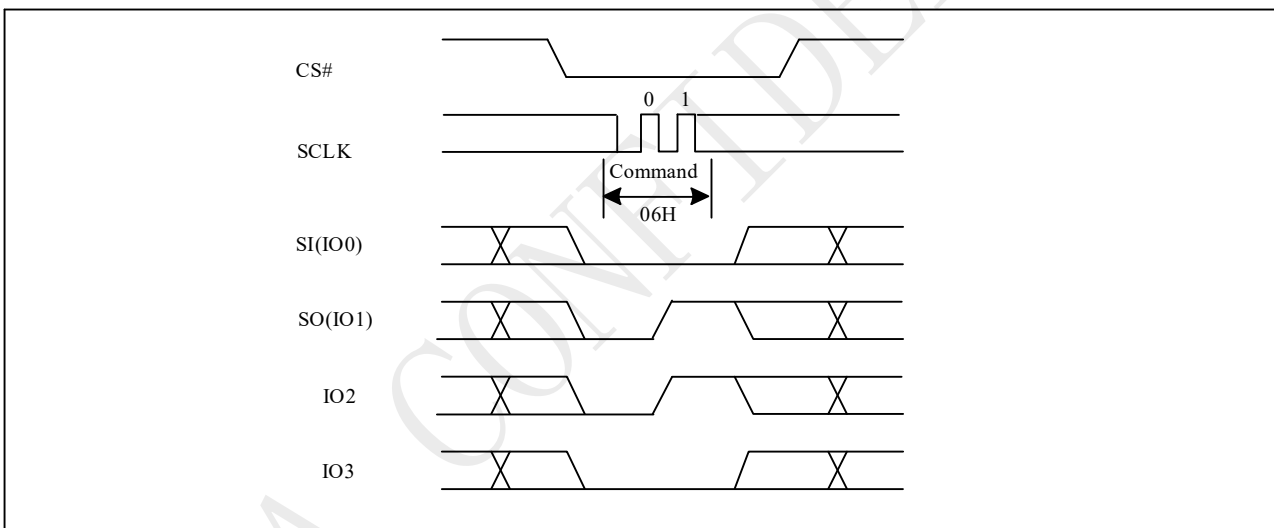 CS#
0 1
SCLK
Command
06H
SI(IO0)
SO(IO1)
IO2
IO3